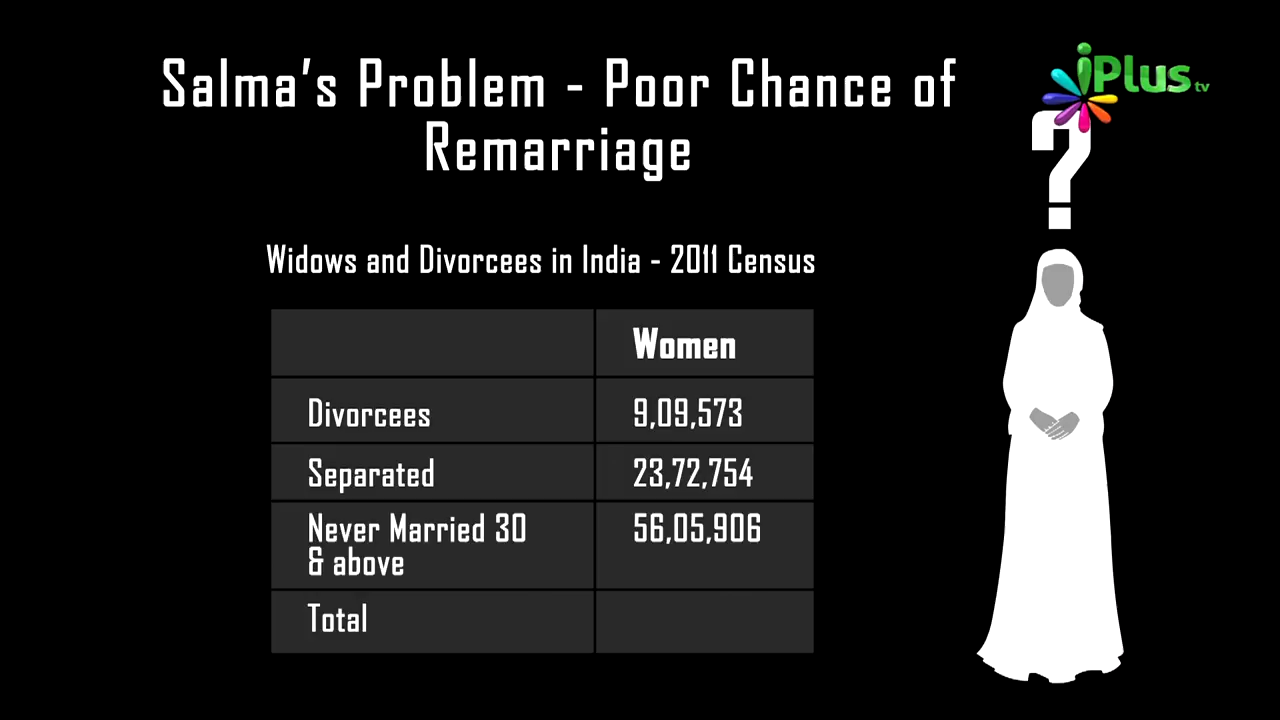 Salma's Problem - Poor Chance of
Remarriage
iPlus tv
?
Widows and Divorcees in India - 2011 Census
Women
Divorcees 9,09,573
Separated 23,72,754
Never Married 30 56,05,906
& above
Total